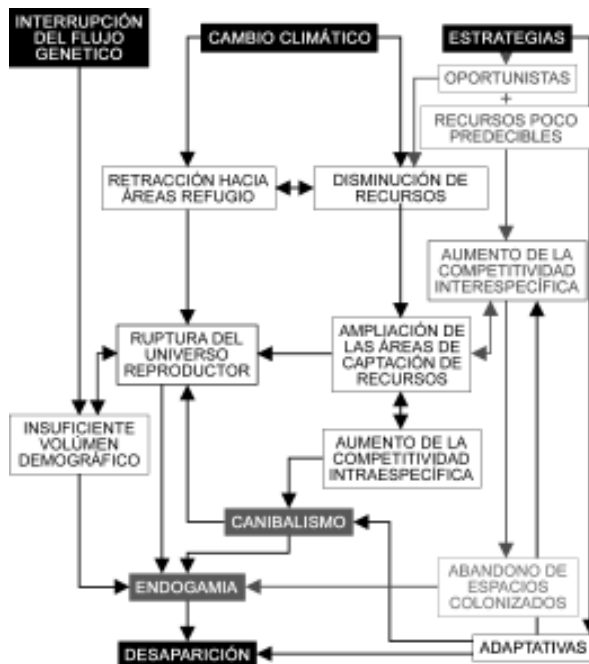 INTERRUPCIÓN
DEL FLUJO
GENETICO
CAMBIO CLIMÁTICO
ESTRATEGIAS
OPORTUNISTAS
+
RECURSOS POCO
PREDECIBLES
RETRACCIÓN HACIA
ÁREAS REFUGIO
DISMINUCIÓN DE
RECURSOS
AUMENTO DE LA
COMPETITIVIDAD
INTERESPECÍFICA
RUPTURA DEL
UNIVERSO
REPRODUCTOR
AMPLIACIÓN DE
LAS ÁREAS DE
CAPTACIÓN DE
RECURSOS
INSUFICIENTE
VOLÚMEN
DEMOGRÁFICO
AUMENTO DE LA
COMPETITIVIDAD
INTRAESPECÍFICA
CANIBALISMO
ENDOGAMIA
ABANDONO DE
ESPACIOS
COLONIZADOS
DESAPARICIÓN
ADAPTATIVAS